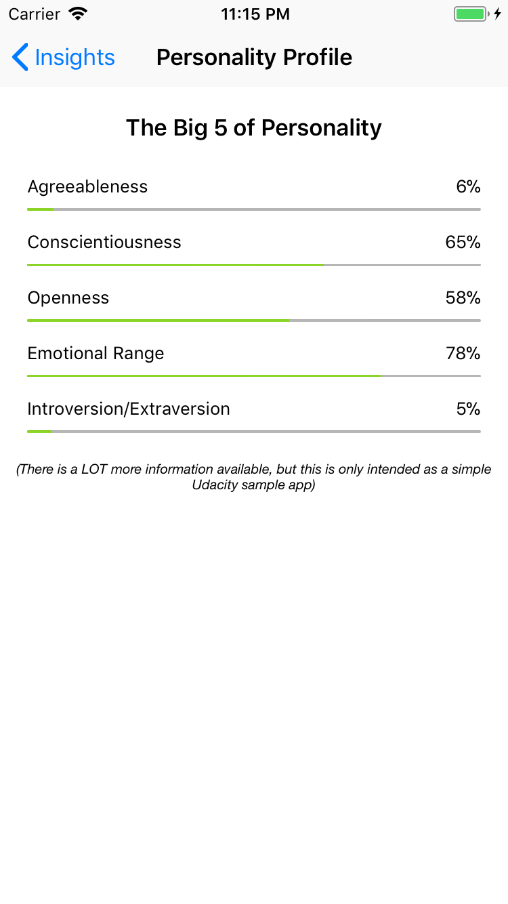 Carrier 11:15 PM
Insights Personality Profile
The Big 5 of Personality
Agreeableness 6%
Conscientiousness 65%
Openness 58%
Emotional Range 78%
Introversion/Extraversion 5%
(There is a LOT more information available, but this is only intended as a simple
Udacity sample app)